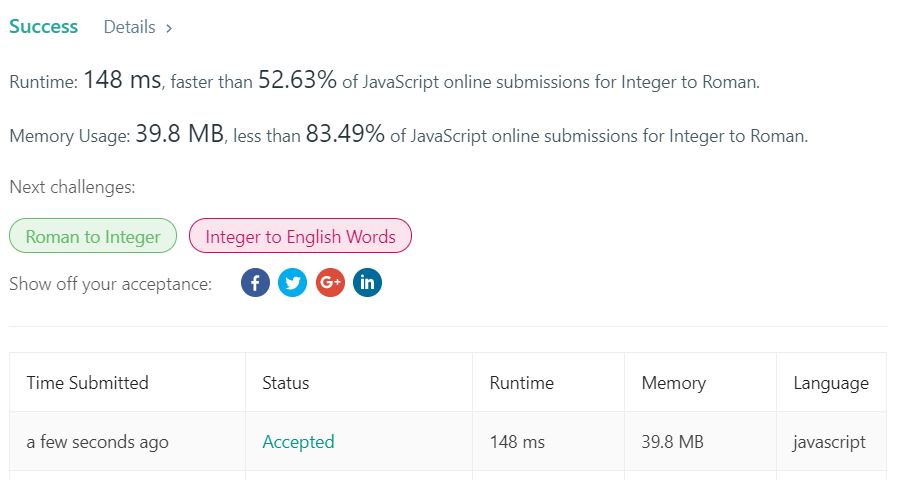 Success Details >
Runtime: 148 ms, faster than 52.63% of JavaScript online submissions for Integer to Roman.
Memory Usage: 39.8 MB, less than 83.49% of JavaScript online submissions for Integer to Roman.
Next challenges:
Roman to Integer Integer to English Words
Show off your acceptance: f G+ in
Time Submitted Status Runtime Memory Language
a few seconds ago Accepted 148 ms 39.8 MB javascript